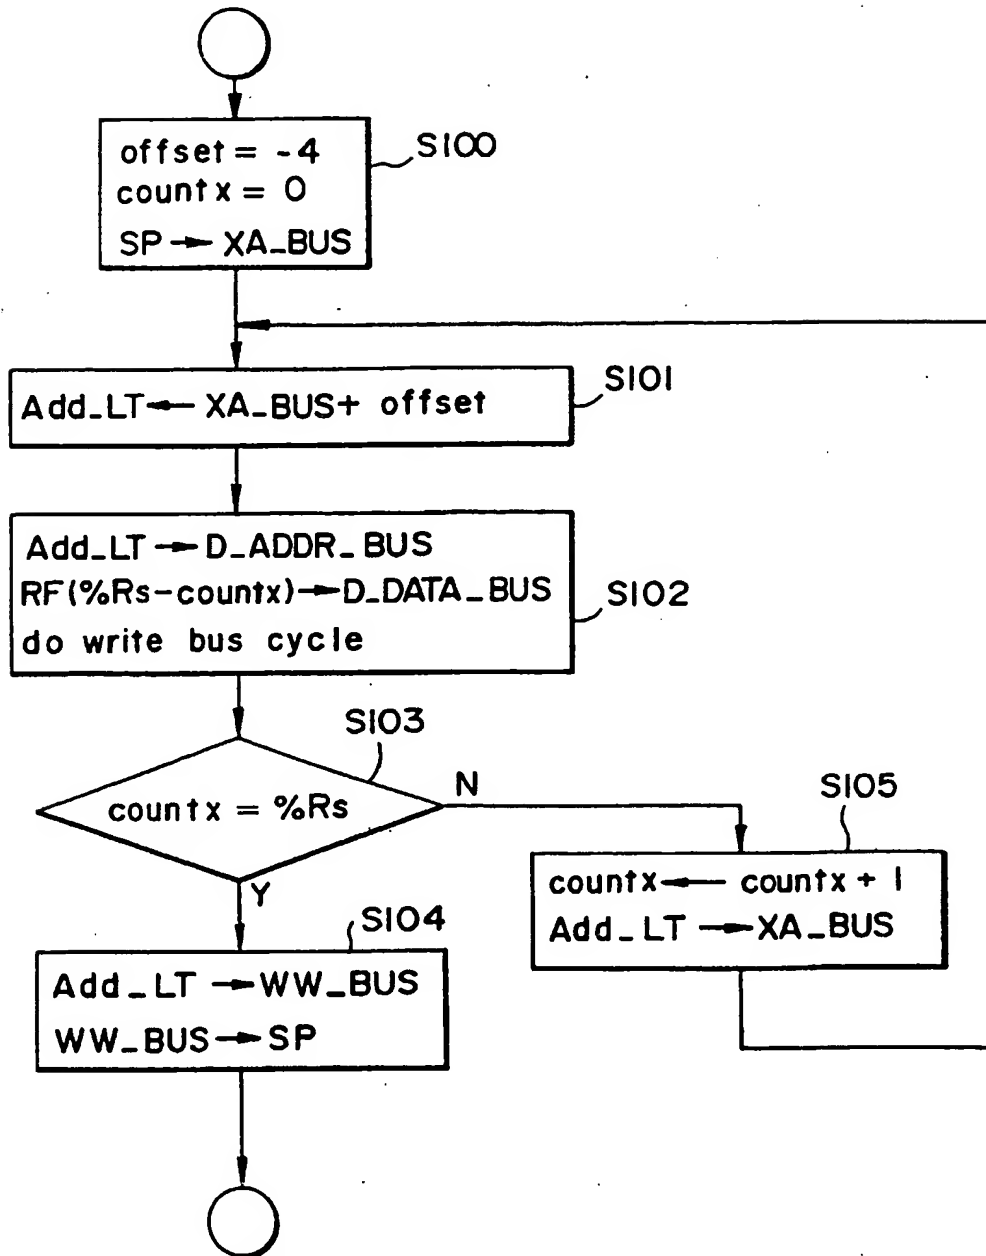 offset = -4
countx = 0
SP → XA_BUS
S100
Add_LT ← XA_BUS + offset
S101
Add_LT → D_ADDR_BUS
RF(%Rs-countx) → D_DATA_BUS
do write bus cycle
S102
S103
countx = %Rs
N
Y
S105
countx ← countx + 1
Add_LT → XA_BUS
S104
Add_LT → WW_BUS
WW_BUS → SP